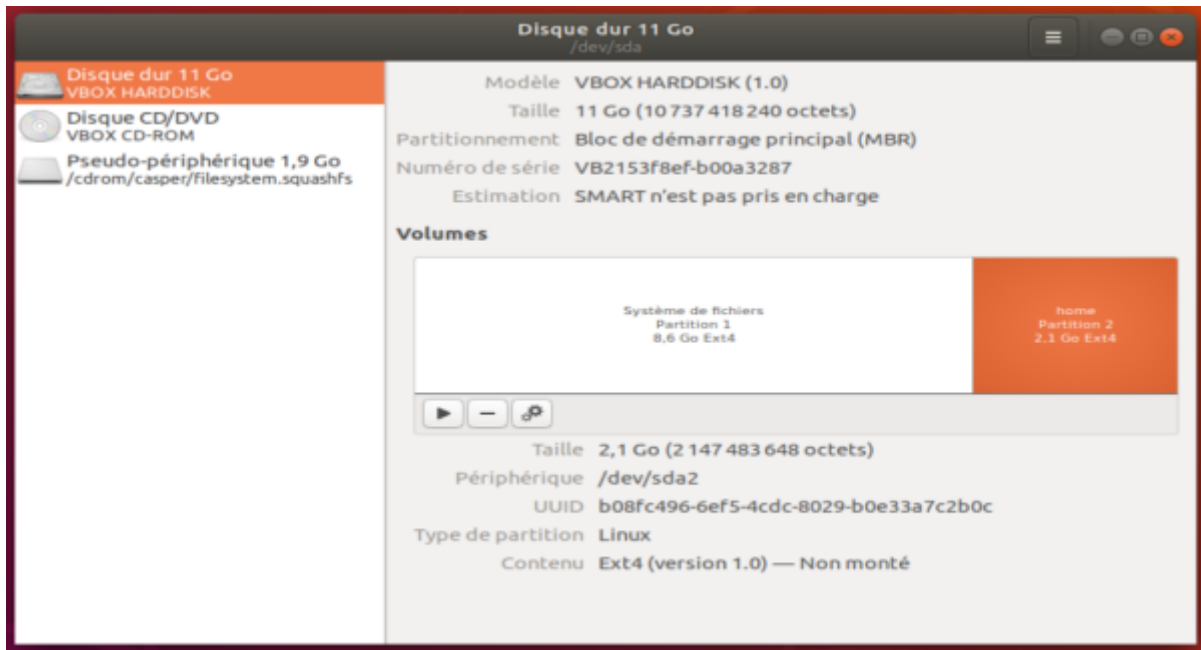 Disque dur 11 Go
/dev/sda
Disque dur 11 Go
VBOX HARDDISK
Disque CD/DVD
VBOX CD-ROM
Pseudo-périphérique 1,9 Go
/cdrom/casper/filesystem.squashfs
Modèle VBOX HARDDISK (1.0)
Taille 11 Go (10 737 418 240 octets)
Partitionnement Bloc de démarrage principal (MBR)
Numéro de série VB2153f8ef-b00a3287
Estimation SMART n'est pas pris en charge
Volumes
Système de fichiers
Partition 1
8,6 Go Ext4
home
Partition 2
2,1 Go Ext4
Taille 2,1 Go (2 147 483 648 octets)
Périphérique /dev/sda2
UUID b08fc496-6ef5-4cdc-8029-b0e33a7c2b0c
Type de partition Linux
Contenu Ext4 (version 1.0) — Non monté